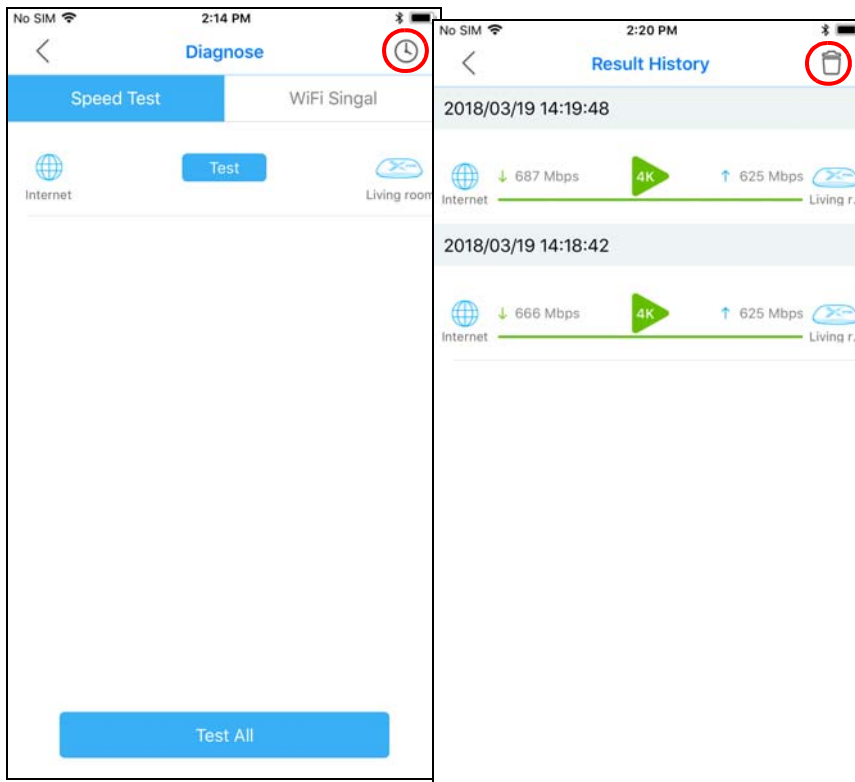 No SIM 2:14 PM
Diagnose
Speed Test WiFi Singal
Test
Internet Living room
Test All
No SIM 2:20 PM
Result History
2018/03/19 14:19:48
↓ 687 Mbps 4K ↑ 625 Mbps
Internet Living r.
2018/03/19 14:18:42
↓ 666 Mbps 4K ↑ 625 Mbps
Internet Living r.